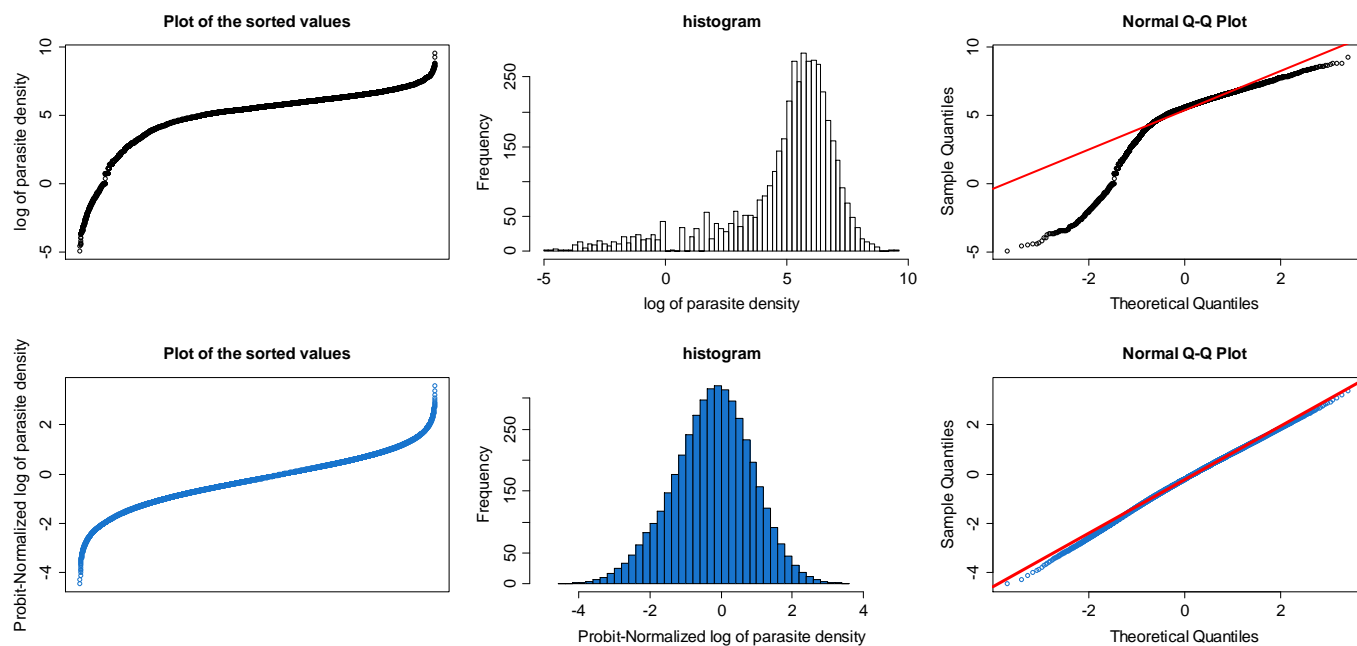 Plot of the sorted values
log of parasite density
-5
0
5
10
histogram
Frequency
0
50
150
250
-5
0
5
10
log of parasite density
Normal Q-Q Plot
Sample Quantiles
-5
0
5
10
-2
0
2
Theoretical Quantiles
Plot of the sorted values
Probit-Normalized log of parasite density
-4
-2
0
2
histogram
Frequency
0
50
150
250
-4
-2
0
2
4
Probit-Normalized log of parasite density
Normal Q-Q Plot
Sample Quantiles
-4
-2
0
2
-2
0
2
Theoretical Quantiles